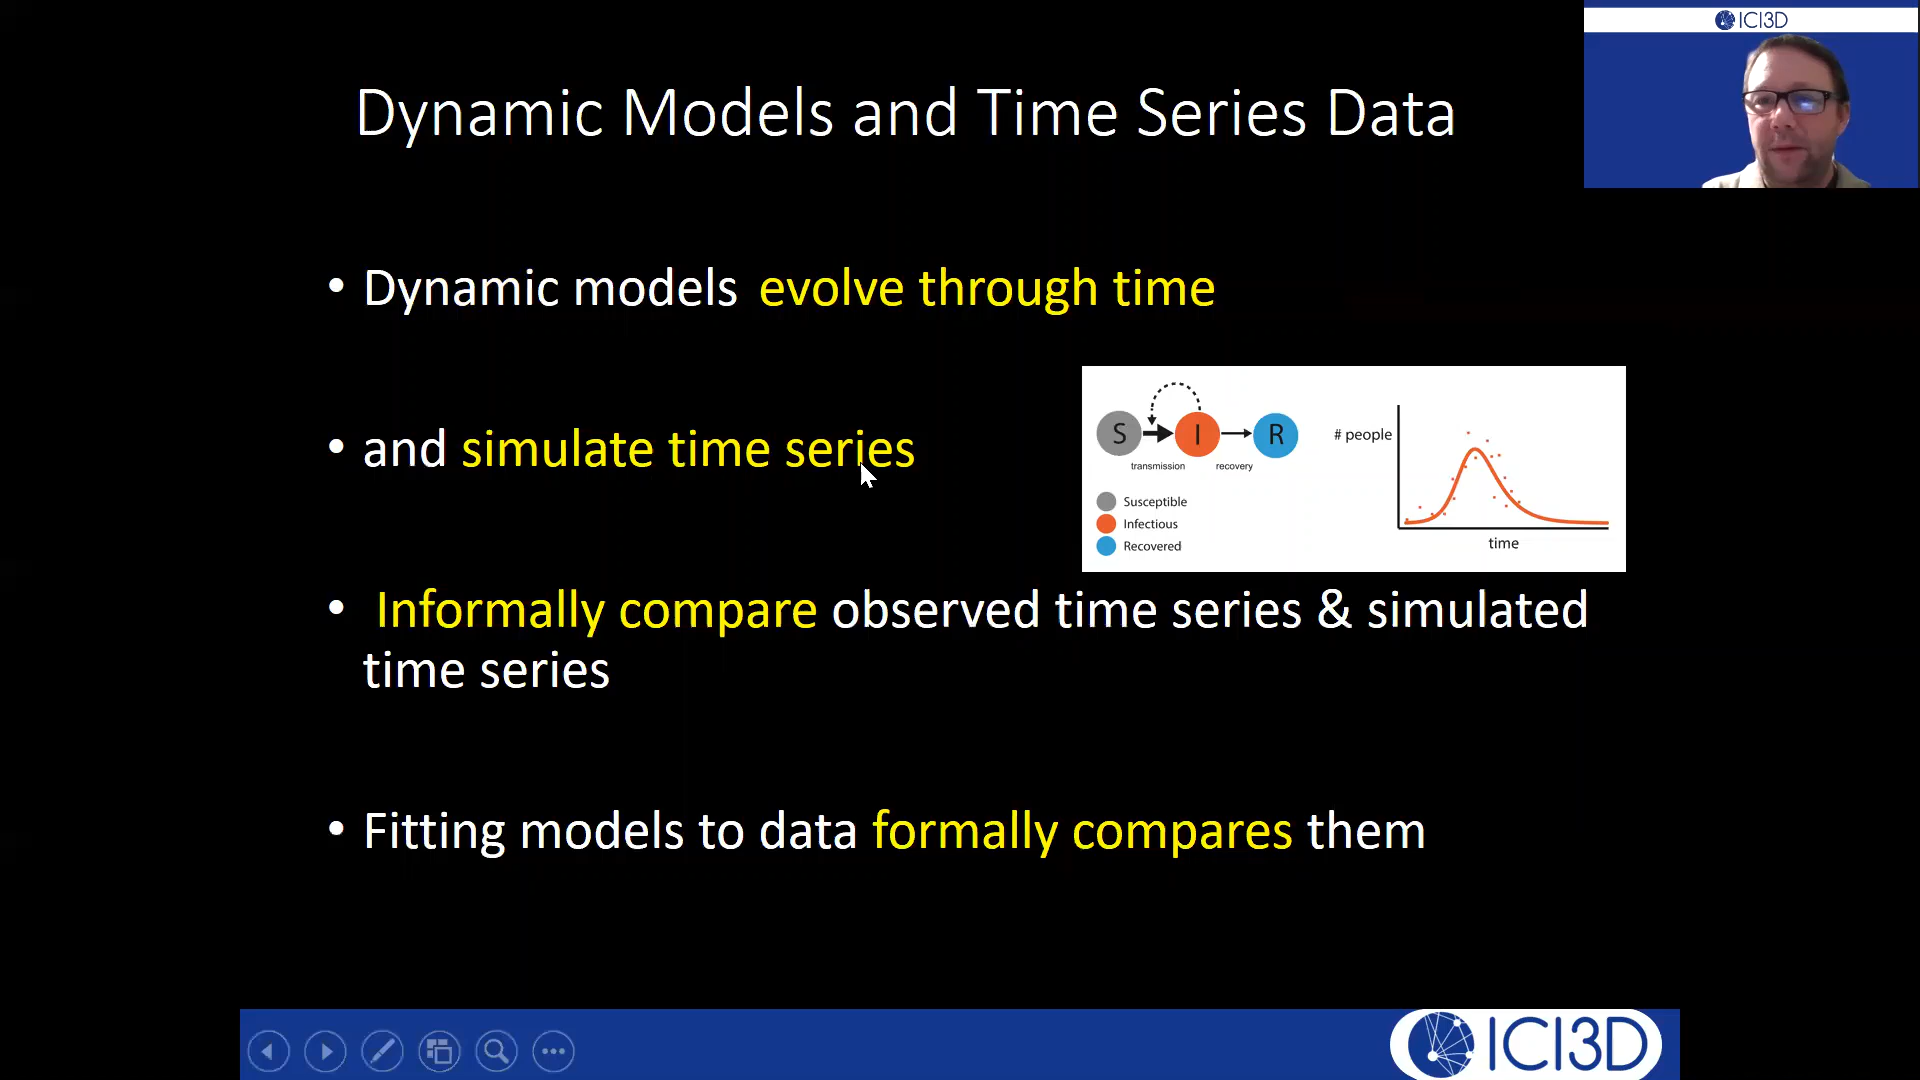 ICI3D
Dynamic Models and Time Series Data
• Dynamic models evolve through time
• and simulate time series
S
I
R
transmission
recovery
Susceptible
Infectious
Recovered
# people
time
• Informally compare observed time series & simulated
time series
• Fitting models to data formally compares them
ICI3D